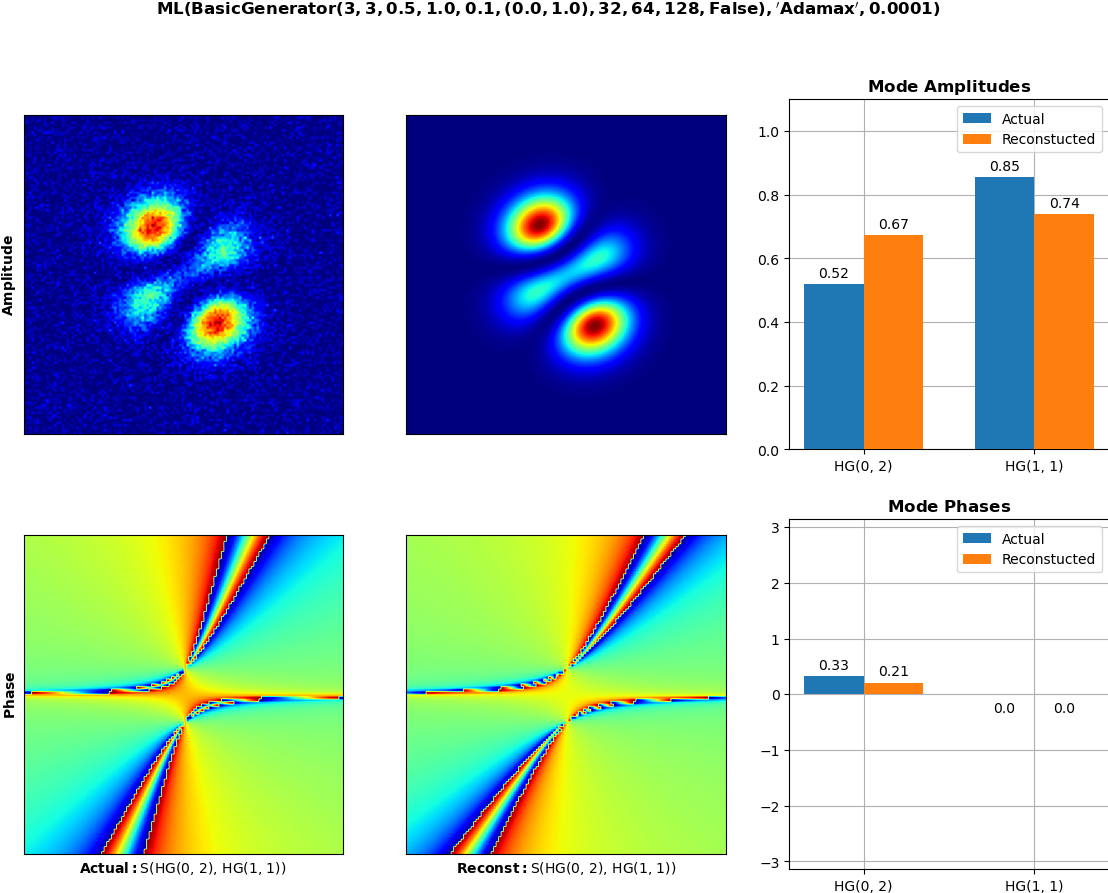 ML(BasicGenerator(3, 3, 0.5, 1.0, 0.1, (0.0, 1.0), 32, 64, 128, False), ′Adamax′, 0.0001)
Amplitude
Mode Amplitudes
Actual
Reconstucted
1.0
0.8
0.6
0.4
0.2
0.0
0.52
0.67
0.85
0.74
HG(0, 2)
HG(1, 1)
Phase
Actual: S(HG(0, 2), HG(1, 1))
Reconst: S(HG(0, 2), HG(1, 1))
Mode Phases
Actual
Reconstucted
3
2
1
0
−1
−2
−3
0.33
0.21
0.0
0.0
HG(0, 2)
HG(1, 1)